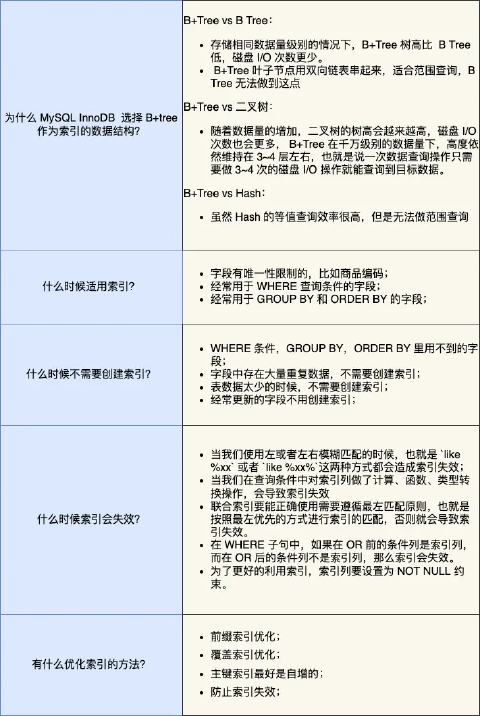 为什么 MySQL InnoDB 选择 B+tree
作为索引的数据结构？
B+Tree vs B Tree：
• 存储相同数据量级别的情况下，B+Tree 树高比 B Tree
低，磁盘 I/O 次数更少。
• B+Tree 叶子节点用双向链表串起来，适合范围查询，B
Tree 无法做到这点
B+Tree vs 二叉树：
• 随着数据量的增加，二叉树的树高会越来越高，磁盘 I/O
次数也会更多， B+Tree 在千万级别的数据量下，高度依
然维持在 3~4 层左右，也就是说一次数据查询操作只需
要做 3~4 次的磁盘 I/O 操作就能查询到目标数据。
B+Tree vs Hash：
• 虽然 Hash 的等值查询效率很高，但是无法做范围查询
什么时候适用索引？
• 字段有唯一性限制的，比如商品编码；
• 经常用于 WHERE 查询条件的字段；
• 经常用于 GROUP BY 和 ORDER BY 的字段；
什么时候不需要创建索引？
• WHERE 条件，GROUP BY，ORDER BY 里用不到的字
段；
• 字段中存在大量重复数据，不需要创建索引；
• 表数据太少的时候，不需要创建索引；
• 经常更新的字段不用创建索引；
什么时候索引会失效？
• 当我们使用左或者左右模糊匹配的时候，也就是 `like
%xx` 或者 `like %xx%`这两种方式都会造成索引失效；
• 当我们在查询条件中对索引列做了计算、函数、类型转
换操作，会导致索引失效
• 联合索引要能正确使用需要遵循最左匹配原则，也就是
按照最左优先的方式进行索引的匹配，否则就会导致索
引失效。
• 在 WHERE 子句中，如果在 OR 前的条件列是索引列，
而在 OR 后的条件列不是索引列，那么索引会失效。
• 为了更好的利用索引，索引列要设置为 NOT NULL 约
束。
有什么优化索引的方法？
• 前缀索引优化；
• 覆盖索引优化；
• 主键索引最好是自增的；
• 防止索引失效；